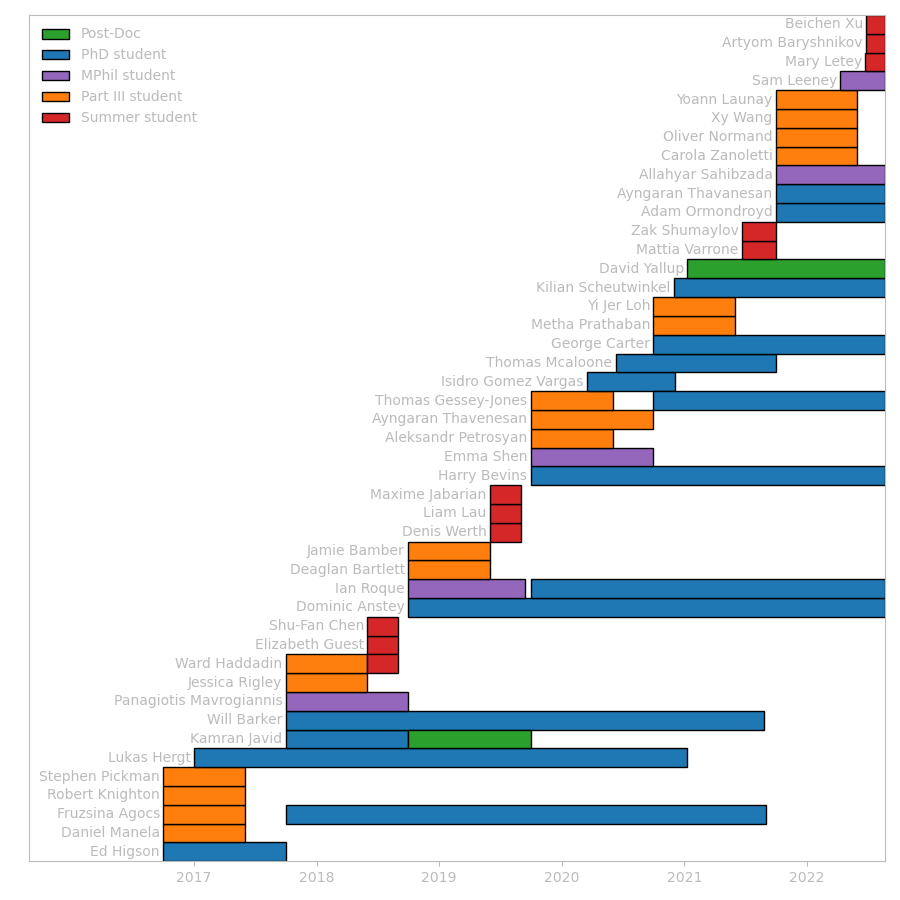 Post-Doc
PhD student
MPhil student
Part III student
Summer student
Beichen Xu
Artyom Baryshnikov
Mary Letey
Sam Leeney
Yoann Launay
Xy Wang
Oliver Normand
Carola Zanoletti
Allahyar Sahibzada
Ayngaran Thavanesan
Adam Ormondroyd
Zak Shumaylov
Mattia Varrone
David Yallup
Kilian Scheutwinkel
Yi Jer Loh
Metha Prathaban
George Carter
Thomas Mcaloone
Isidro Gomez Vargas
Thomas Gessey-Jones
Ayngaran Thavenesan
Aleksandr Petrosyan
Emma Shen
Harry Bevins
Maxime Jabarian
Liam Lau
Denis Werth
Jamie Bamber
Deaglan Bartlett
Ian Roque
Dominic Anstey
Shu-Fan Chen
Elizabeth Guest
Ward Haddadin
Jessica Rigley
Panagiotis Mavrogiannis
Will Barker
Kamran Javid
Lukas Hergt
Stephen Pickman
Robert Knighton
Fruzsina Agocs
Daniel Manela
Ed Higson
2017 2018 2019 2020 2021 2022